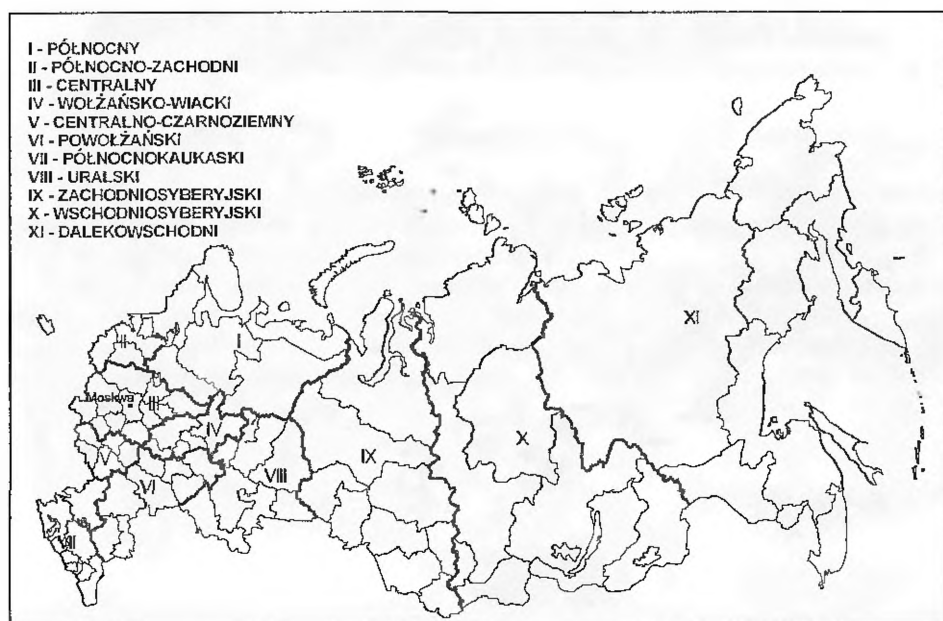 I - PÓŁNOCNY
II - PÓŁNOCNO-ZACHODNI
III - CENTRALNY
IV - WOŁŻAŃSKO-WIACKI
V - CENTRALNO-CZARNOZIEMNY
VI - POWOŁŻAŃSKI
VII - PÓŁNOCNOKAUKASKI
VIII - URALSKI
IX - ZACHODNIOSYBERYJSKI
X - WSCHODNIOSYBERYJSKI
XI - DALEKOWSCHODNI
XI
II
I
Moskwa
III
IV
X
V
IX
VI
VIII
VII